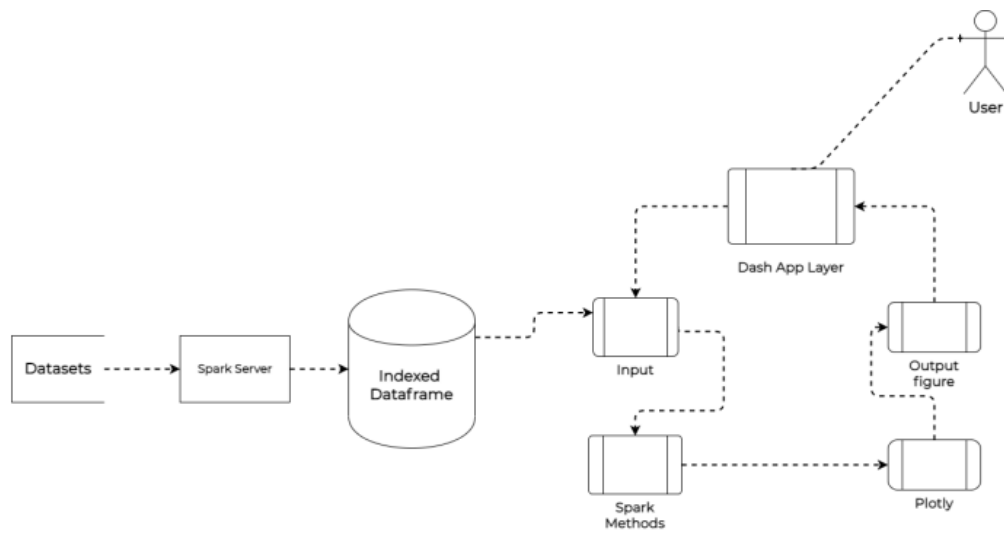 User
Dash App Layer
Datasets
Spark Server
Indexed
Dataframe
Input
Output
figure
Spark
Methods
Plotly